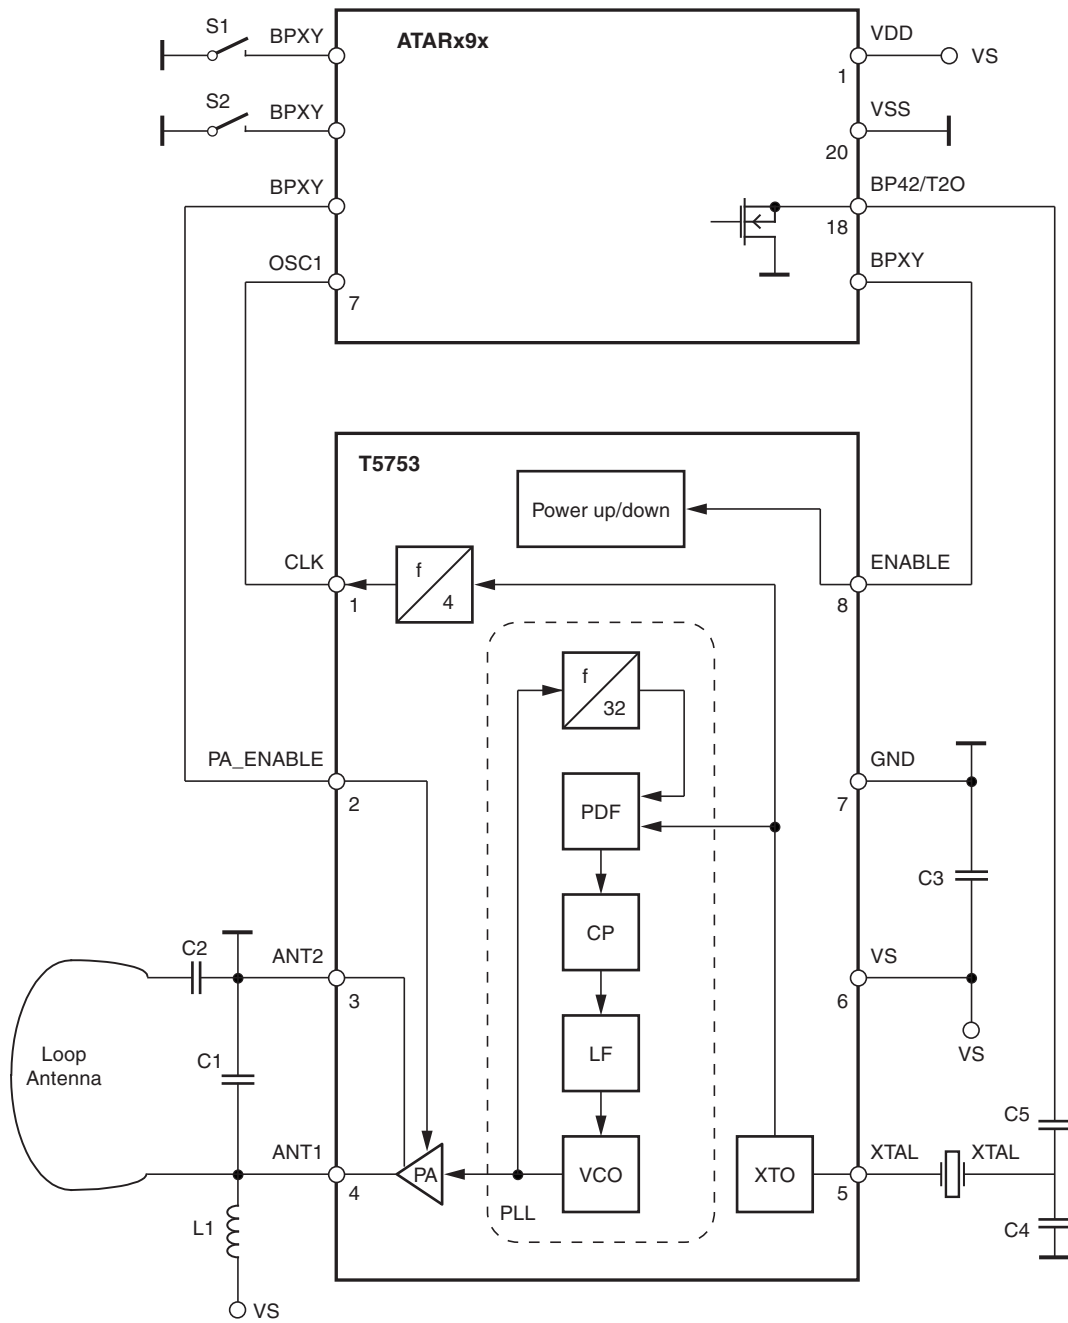 S1
BPXY
ATARx9x
VDD
1
VS
S2
BPXY
VSS
20
BPXY
BP42/T2O
18
OSC1
7
BPXY
T5753
Power up/down
CLK
1
f
4
ENABLE
8
f
32
PA_ENABLE
2
GND
7
PDF
C3
CP
C2
ANT2
3
VS
6
Loop
Antenna
C1
LF
VS
C5
ANT1
4
PA
VCO
XTO
XTAL
5
XTAL
PLL
L1
C4
VS